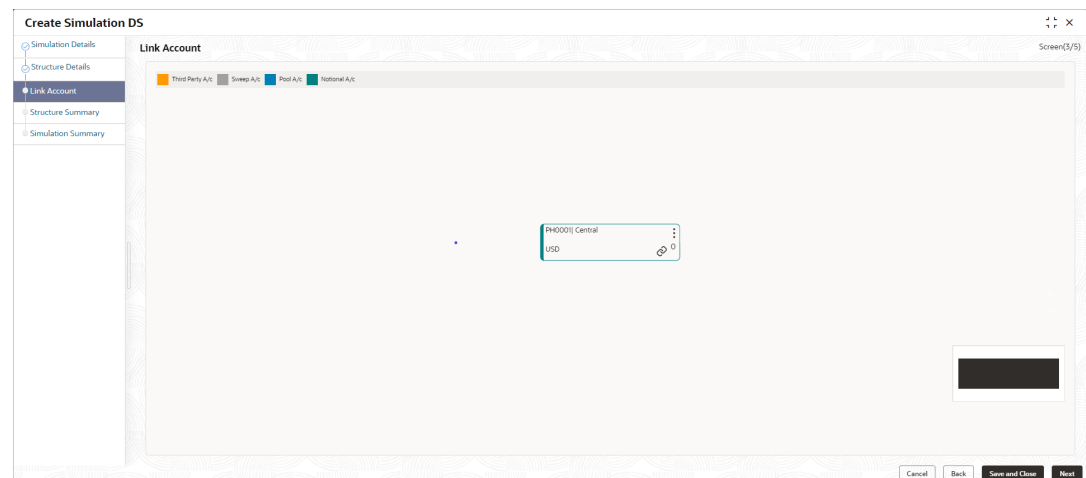 Create Simulation DS
Simulation Details
Structure Details
Link Account
Structure Summary
Simulation Summary
Link Account
Screen(3/5)
Third Party A/c Sweep A/c Pool A/c Notional A/c
PH0001| Central
USD 0
Cancel Back Save and Close Next